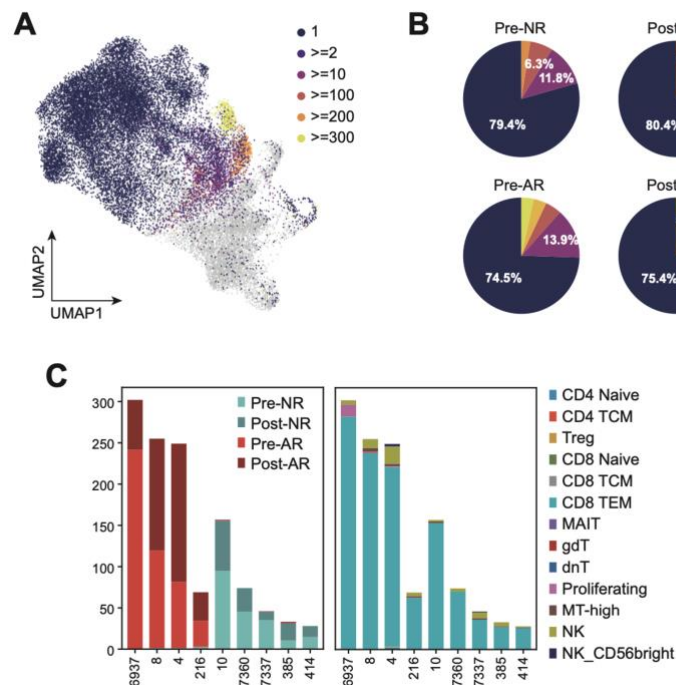 A
1
>=2
>=10
>=100
>=200
>=300
UMAP2
UMAP1
B
Pre-NR
6.3%
11.8%
79.4%
Post
80.4%
Pre-AR
13.9%
74.5%
Post
75.4%
C
300
250
200
150
100
50
0
Pre-NR
Post-NR
Pre-AR
Post-AR
6937
8
4
216
10
7360
7337
385
414
6937
8
4
216
10
7360
7337
385
414
CD4 Naive
CD4 TCM
Treg
CD8 Naive
CD8 TCM
CD8 TEM
MAIT
gdT
dnT
Proliferating
MT-high
NK
NK_CD56bright